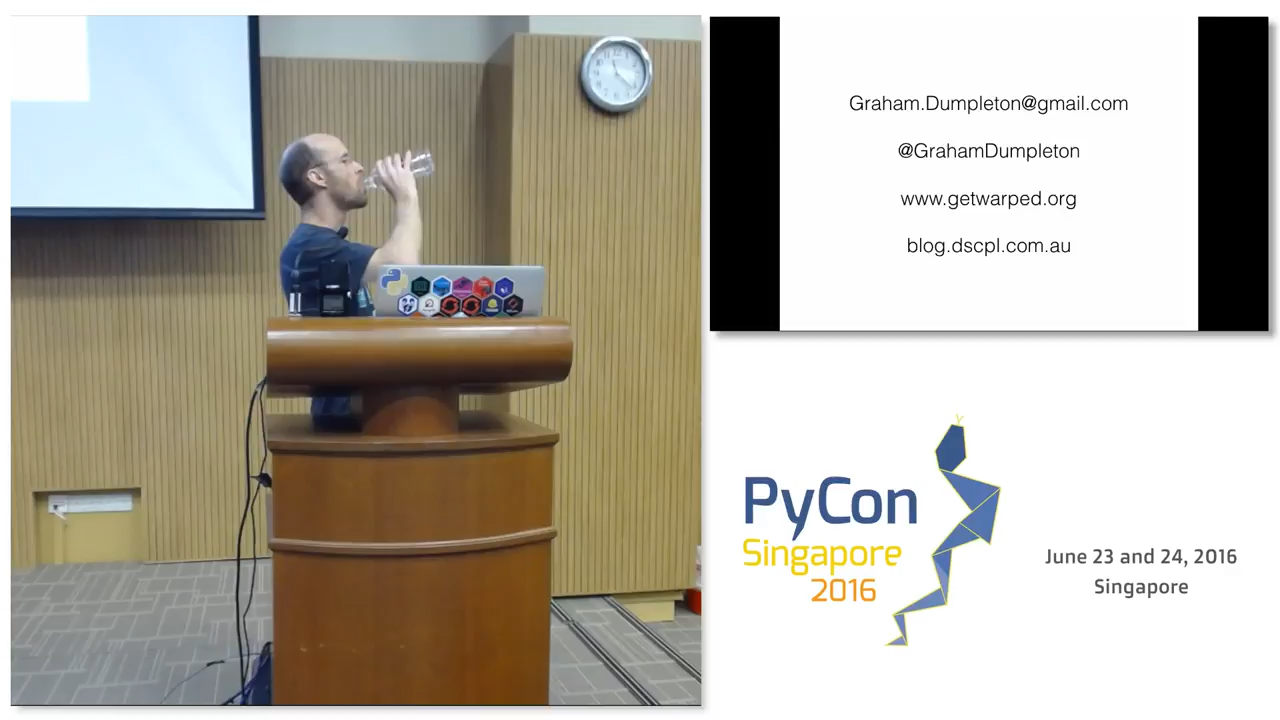 Graham.Dumpleton@gmail.com
@GrahamDumpleton
www.getwarped.org
blog.dscpl.com.au
PyCon
Singapore
2016
June 23 and 24, 2016
Singapore